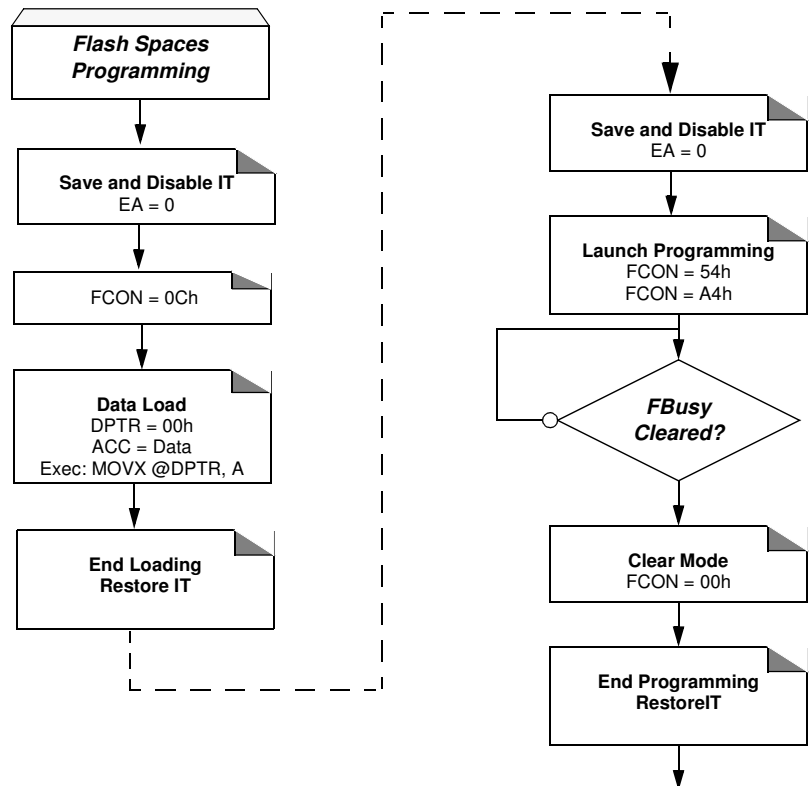 Flash Spaces
Programming
Save and Disable IT
EA = 0
FCON = 0Ch
Data Load
DPTR = 00h
ACC = Data
Exec: MOVX @DPTR, A
End Loading
Restore IT
Save and Disable IT
EA = 0
Launch Programming
FCON = 54h
FCON = A4h
FBusy
Cleared?
Clear Mode
FCON = 00h
End Programming
RestoreIT